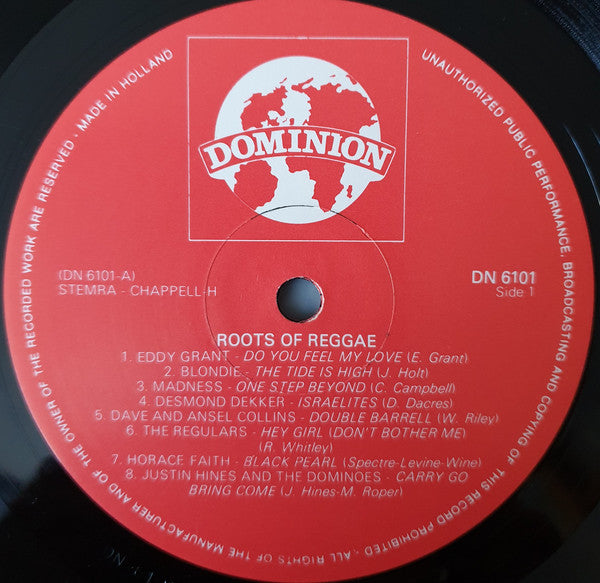 UNAUTHORIZED PUBLIC PERFORMANCE, BROADCASTING AND COPYING OF THIS RECORD PROHIBITED · ALL RIGHTS OF THE MANUFACTURER AND OF THE OWNER OF THE RECORDED WORK ARE RESERVED · MADE IN HOLLAND
DOMINION
(DN 6101-A)
STEMRA - CHAPPELL-H
DN 6101
Side 1
ROOTS OF REGGAE
1. EDDY GRANT - DO YOU FEEL MY LOVE (E. Grant)
2. BLONDIE - THE TIDE IS HIGH (J. Holt)
3. MADNESS - ONE STEP BEYOND (C. Campbell)
4. DESMOND DEKKER - ISRAELITES (D. Dacres)
5. DAVE AND ANSEL COLLINS - DOUBLE BARRELL (W. Riley)
6. THE REGULARS - HEY GIRL (DON'T BOTHER ME)
(R. Whitley)
7. HORACE FAITH - BLACK PEARL (Spectre-Levine-Wine)
8. JUSTIN HINES AND THE DOMINOES - CARRY GO
BRING COME (J. Hines-M. Roper)